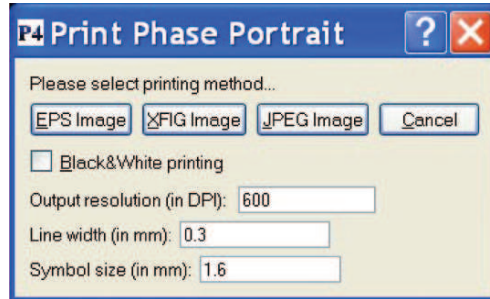 P4 Print Phase Portrait ?
Please select printing method...
EPS Image XFIG Image JPEG Image Cancel
Black&White printing
Output resolution (in DPI): 600
Line width (in mm): 0.3
Symbol size (in mm): 1.6